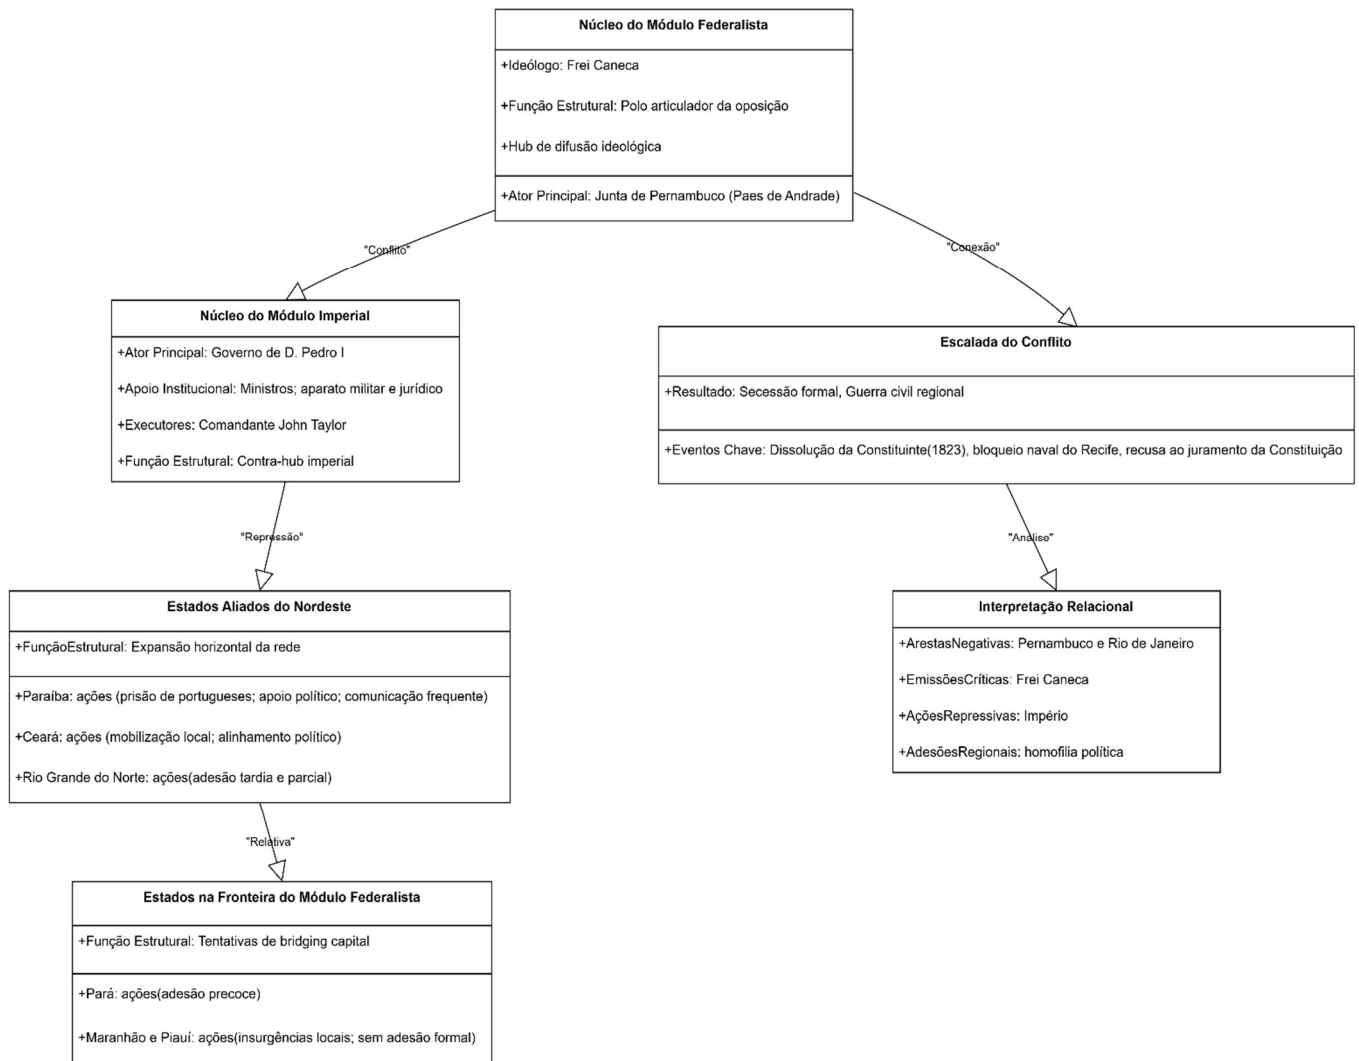 Núcleo do Módulo Federalista
+Ideólogo: Frei Caneca
+Função Estrutural: Polo articulador da oposição
+Hub de difusão ideológica
+Ator Principal: Junta de Pernambuco (Paes de Andrade)
"Conflito"
"Conexão"
Núcleo do Módulo Imperial
+Ator Principal: Governo de D. Pedro I
+Apoio Institucional: Ministros; aparato militar e jurídico
+Executores: Comandante John Taylor
+Função Estrutural: Contra-hub imperial
Escalada do Conflito
+Resultado: Secessão formal, Guerra civil regional
+Eventos Chave: Dissolução da Constituinte(1823), bloqueio naval do Recife, recusa ao juramento da Constituição
"Repressão"
"Análise"
Estados Aliados do Nordeste
+FunçãoEstrutural: Expansão horizontal da rede
+Paraíba: ações (prisão de portugueses; apoio político; comunicação frequente)
+Ceará: ações (mobilização local; alinhamento político)
+Rio Grande do Norte: ações(adesão tardia e parcial)
Interpretação Relacional
+ArestasNegativas: Pernambuco e Rio de Janeiro
+EmissõesCríticas: Frei Caneca
+AçõesRepressivas: Império
+AdesõesRegionais: homofilia política
"Relativa"
Estados na Fronteira do Módulo Federalista
+Função Estrutural: Tentativas de bridging capital
+Pará: ações(adesão precoce)
+Maranhão e Piauí: ações(insurgências locais; sem adesão formal)